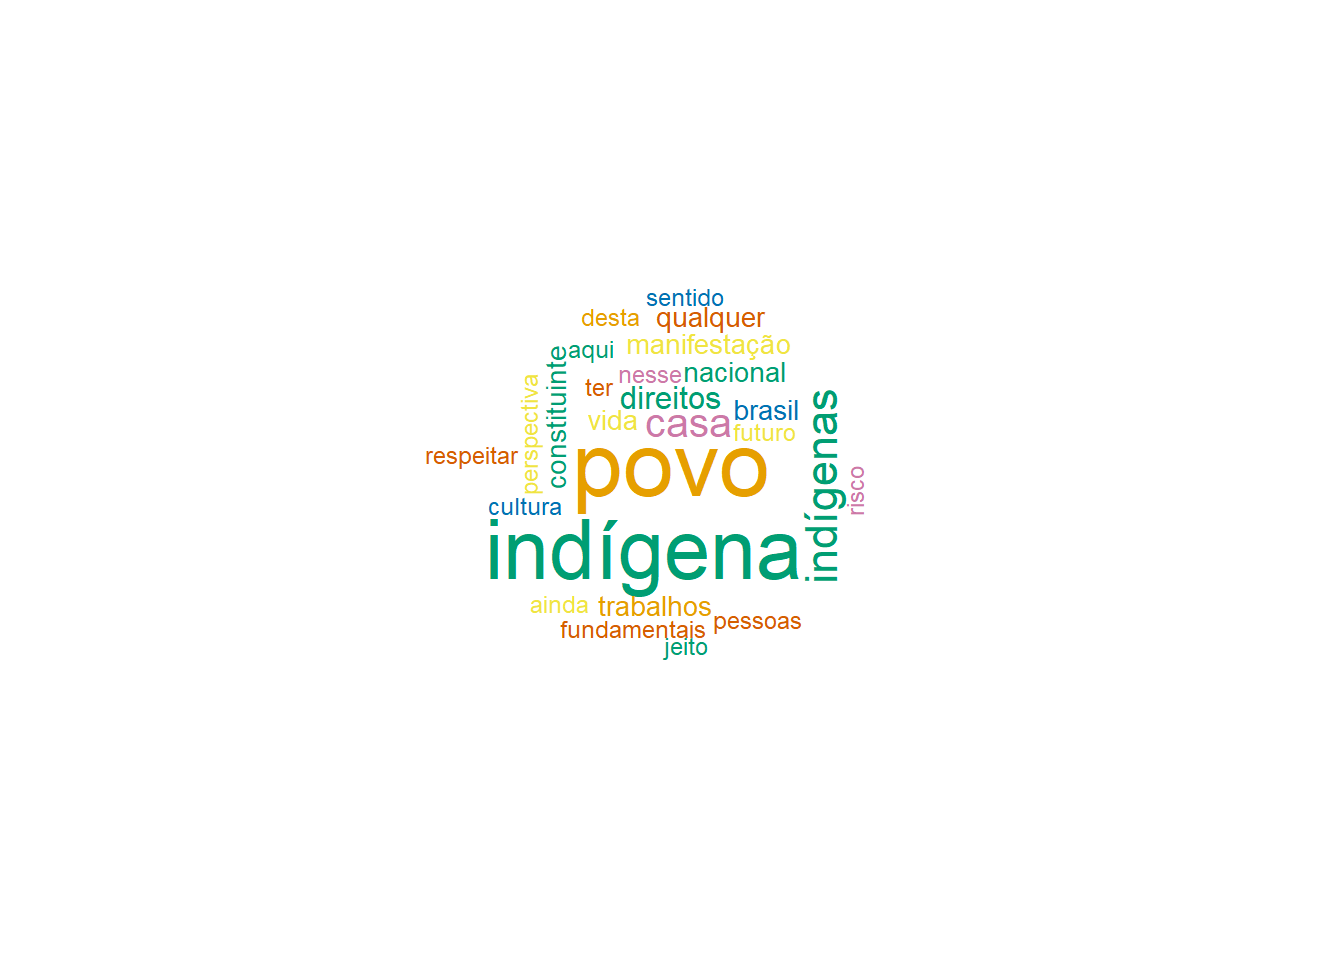 sentido
desta
qualquer
aqui
manifestação
constituinte
nesse
nacional
perspectiva
ter
direitos
vida
casa
brasil
futuro
indígenas
respeitar
povo
risco
cultura
indígena
ainda
trabalhos
pessoas
fundamentais
jeito